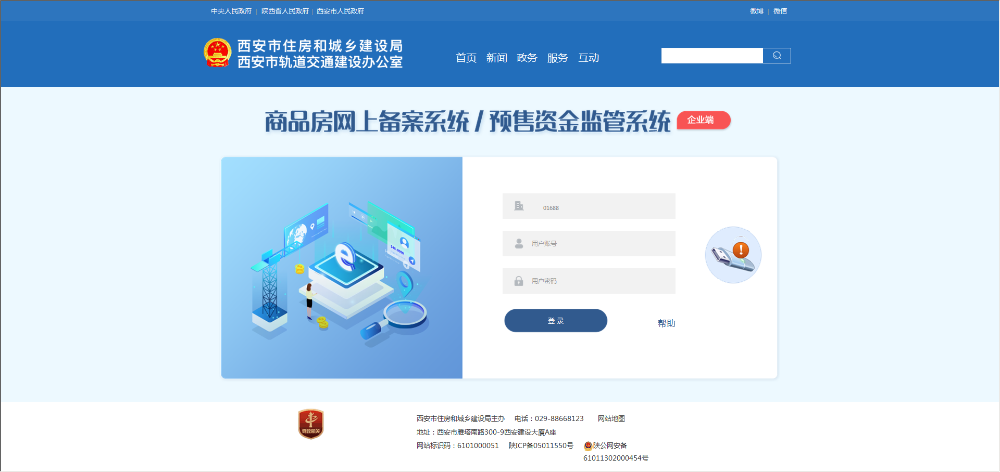 中央人民政府 | 陕西省人民政府 | 西安市人民政府
微博 | 微信
西安市住房和城乡建设局
西安市轨道交通建设办公室
首页 新闻 政务 服务 互动
商品房网上备案系统 / 预售资金监管系统 企业端
01688
用户账号
用户密码
登 录
帮助
党政机关
西安市住房和城乡建设局主办 电话：029-88668123 网站地图
地址：西安市雁塔南路300-9西安建设大厦A座
网站标识码：6101000051 陕ICP备05011550号 陕公网安备
61011302000454号